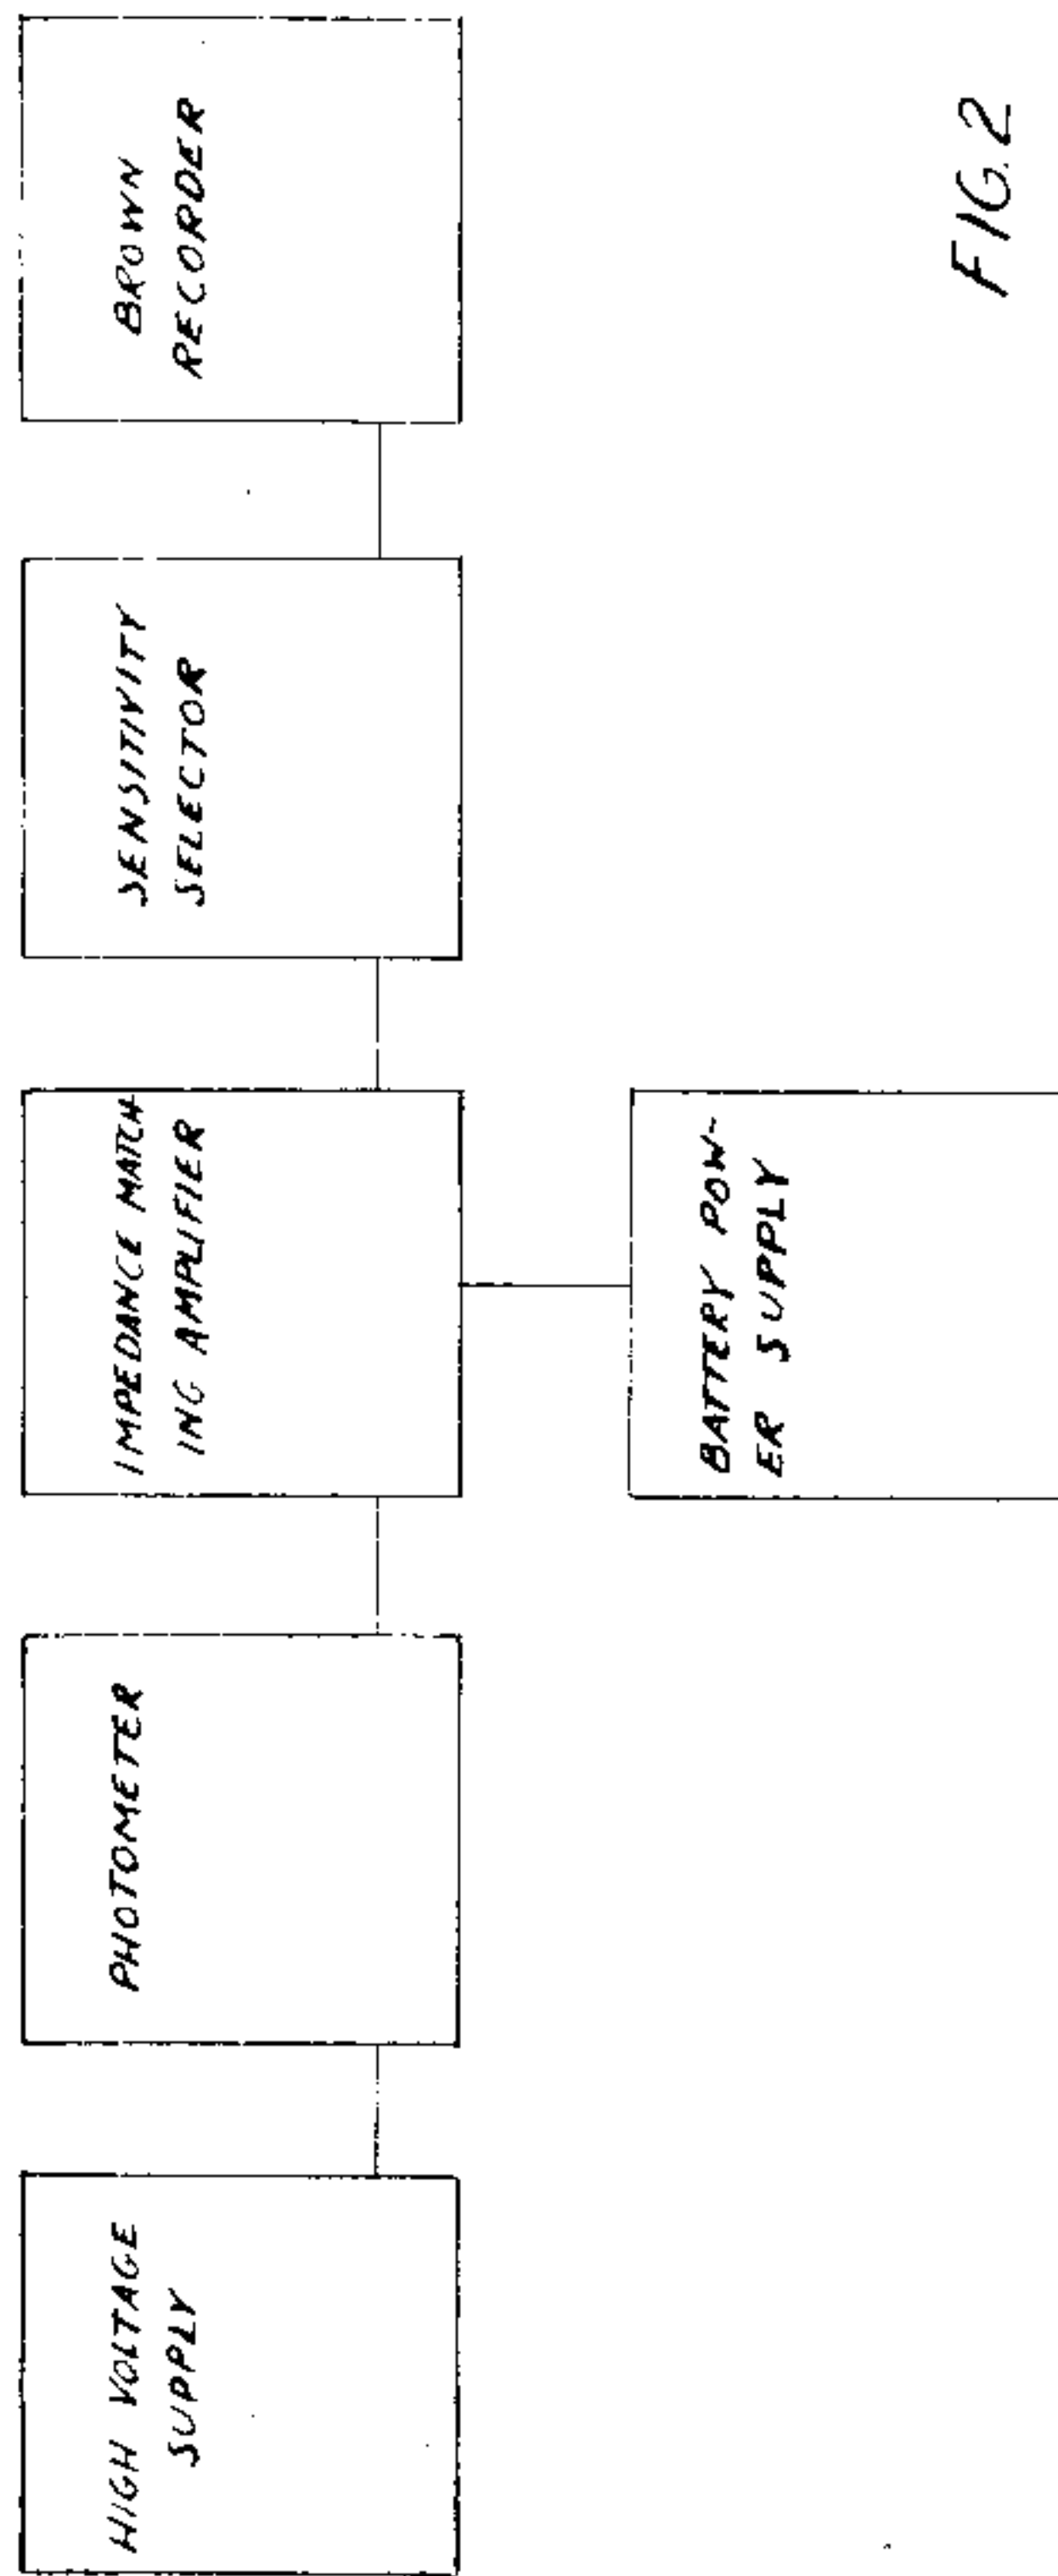 HIGH VOLTAGE
SUPPLY
PHOTOMETER
IMPEDANCE MATCH
ING AMPLIFIER
SENSITIVITY
SELECTOR
BROWN
RECORDER
BATTERY POW-
ER SUPPLY
FIG. 2